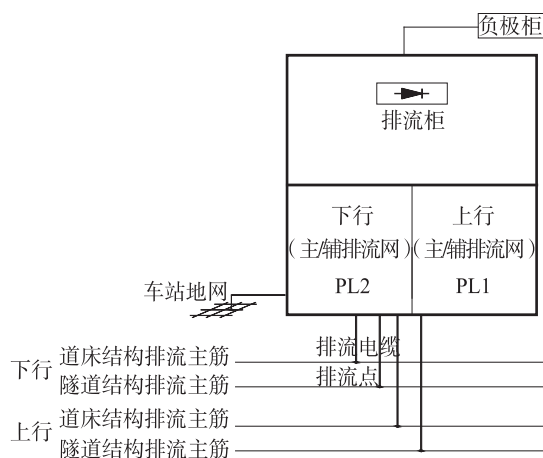 负极柜
排流柜
下行
（主/辅排流网）
PL2
上行
（主/辅排流网）
PL1
车站地网
排流电缆
排流点
下行
道床结构排流主筋
隧道结构排流主筋
上行
道床结构排流主筋
隧道结构排流主筋